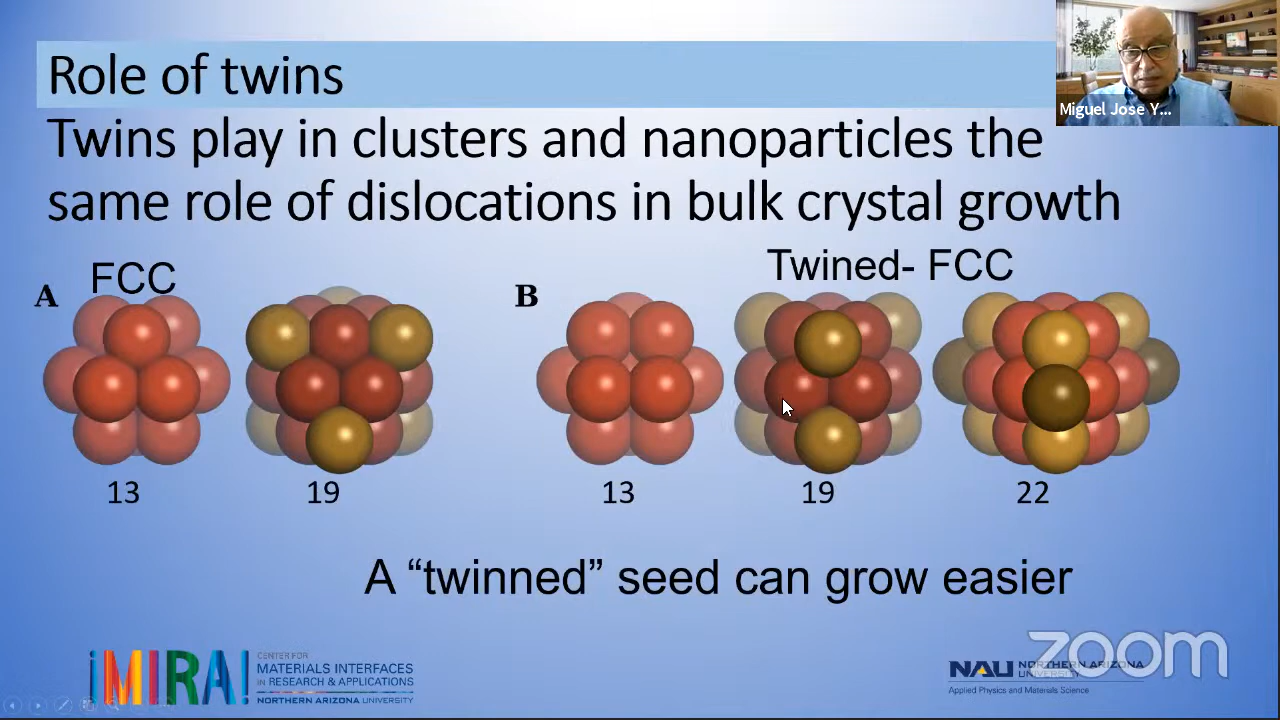 Role of twins
Miguel Jose Y...
Twins play in clusters and nanoparticles the
same role of dislocations in bulk crystal growth
FCC
Twined- FCC
A
B
13
19
13
19
22
A “twinned” seed can grow easier
¡MIRA!
CENTER FOR
MATERIALS INTERFACES
IN RESEARCH & APPLICATIONS
NORTHERN ARIZONA UNIVERSITY
zoom
NAU NORTHERN ARIZONA
UNIVERSITY
Applied Physics and Materials Science